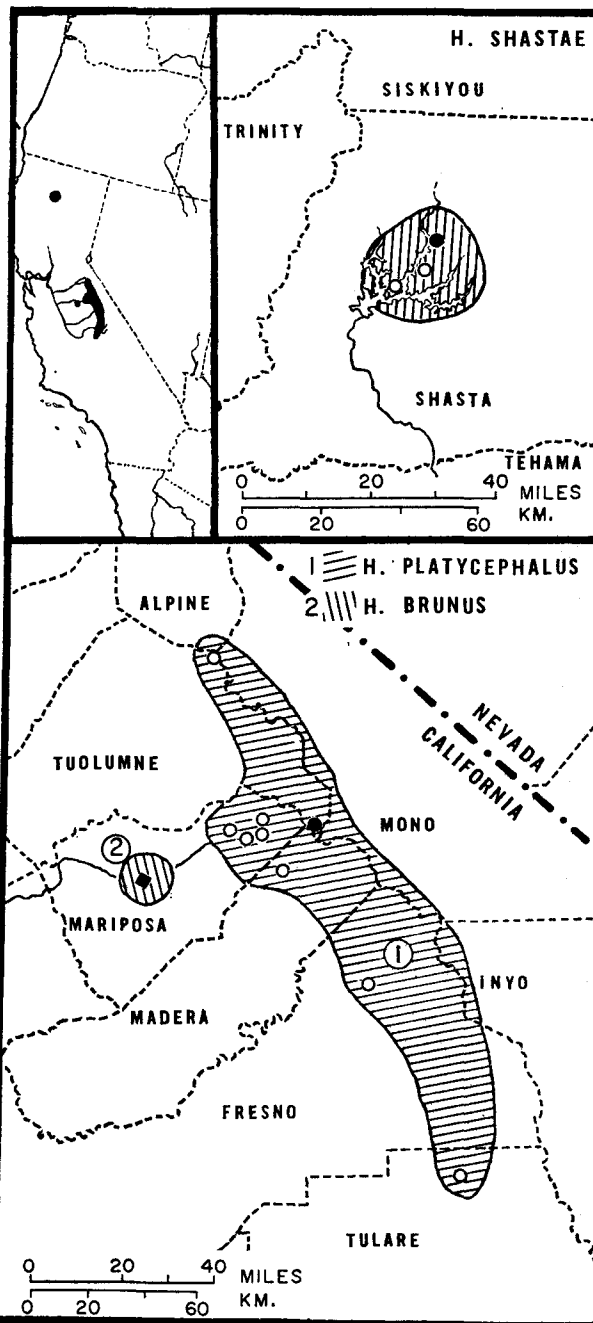 H. SHASTAE
SISKIYOU
TRINITY
SHASTA
TEHAMA
0 20 40 MILES
0 20 60 KM.
1 H. PLATYCEPHALUS
2 H. BRUNUS
ALPINE
NEVADA
CALIFORNIA
TUOLUMNE
MONO
2
MARIPOSA
1
INYO
MADERA
FRESNO
TULARE
0 20 40 MILES
0 20 60 KM.